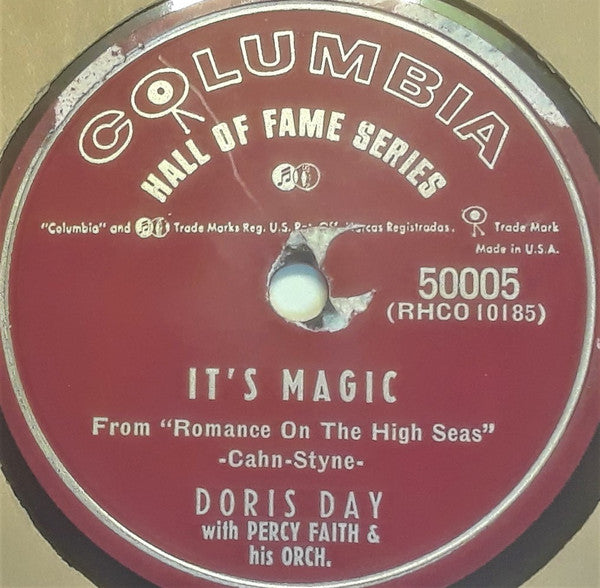 COLUMBIA
HALL OF FAME SERIES
"Columbia" and Trade Marks Reg. U.S. Pat. Off. Marcas Registradas. Trade Mark
Made in U.S.A.
50005
(RHCO 10185)
IT'S MAGIC
From "Romance On The High Seas"
-Cahn-Styne-
DORIS DAY
with PERCY FAITH &
his ORCH.